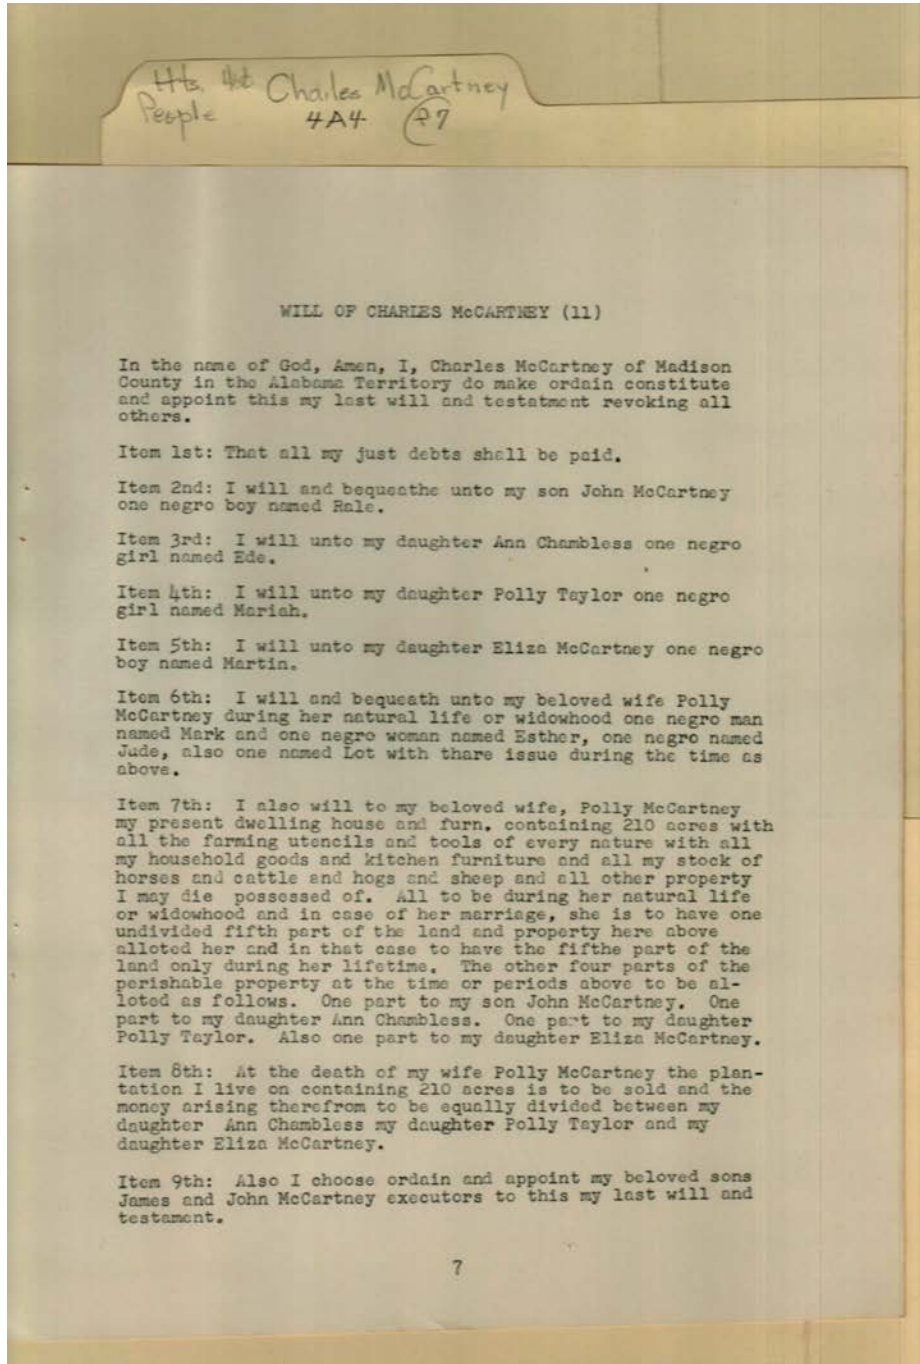 Hts. 4st Charles McCartney
People 4A4 P7
WILL OF CHARLES McCARTNEY (11)
In the name of God, Amen, I, Charles McCartney of Madison
County in the Alabama Territory do make ordain constitute
and appoint this my last will and testatment revoking all
others.
Item 1st: That all my just debts shall be paid.
Item 2nd: I will and bequeathe unto my son John McCartney
one negro boy named Rale.
Item 3rd: I will unto my daughter Ann Chambless one negro
girl named Ede.
Item 4th: I will unto my daughter Polly Taylor one negro
girl named Mariah.
Item 5th: I will unto my daughter Eliza McCartney one negro
boy named Martin.
Item 6th: I will and bequeath unto my beloved wife Polly
McCartney during her natural life or widowhood one negro man
named Mark and one negro woman named Esther, one negro named
Jude, also one named Lot with thare issue during the time as
above.
Item 7th: I also will to my beloved wife, Polly McCartney
my present dwelling house and furn. containing 210 acres with
all the farming utencils and tools of every nature with all
my household goods and kitchen furniture and all my stock of
horses and cattle and hogs and sheep and all other property
I may die possossed of. All to be during her natural life
or widowhood and in case of her marriage, she is to have one
undivided fifth part of the land and property here above
alloted her and in that case to have the fifthe part of the
land only during her lifetime. The other four parts of the
perishable property at the time or periods above to be al-
loted as follows. One part to my son John McCartney. One
part to my daughter Ann Chambless. One part to my daughter
Polly Taylor. Also one part to my daughter Eliza McCartney.
Item 8th: At the death of my wife Polly McCartney the plan-
tation I live on containing 210 acres is to be sold and the
money arising therefrom to be equally divided between my
daughter Ann Chambless my daughter Polly Taylor and my
daughter Eliza McCartney.
Item 9th: Also I choose ordain and appoint my beloved sons
James and John McCartney executors to this my last will and
testament.
7